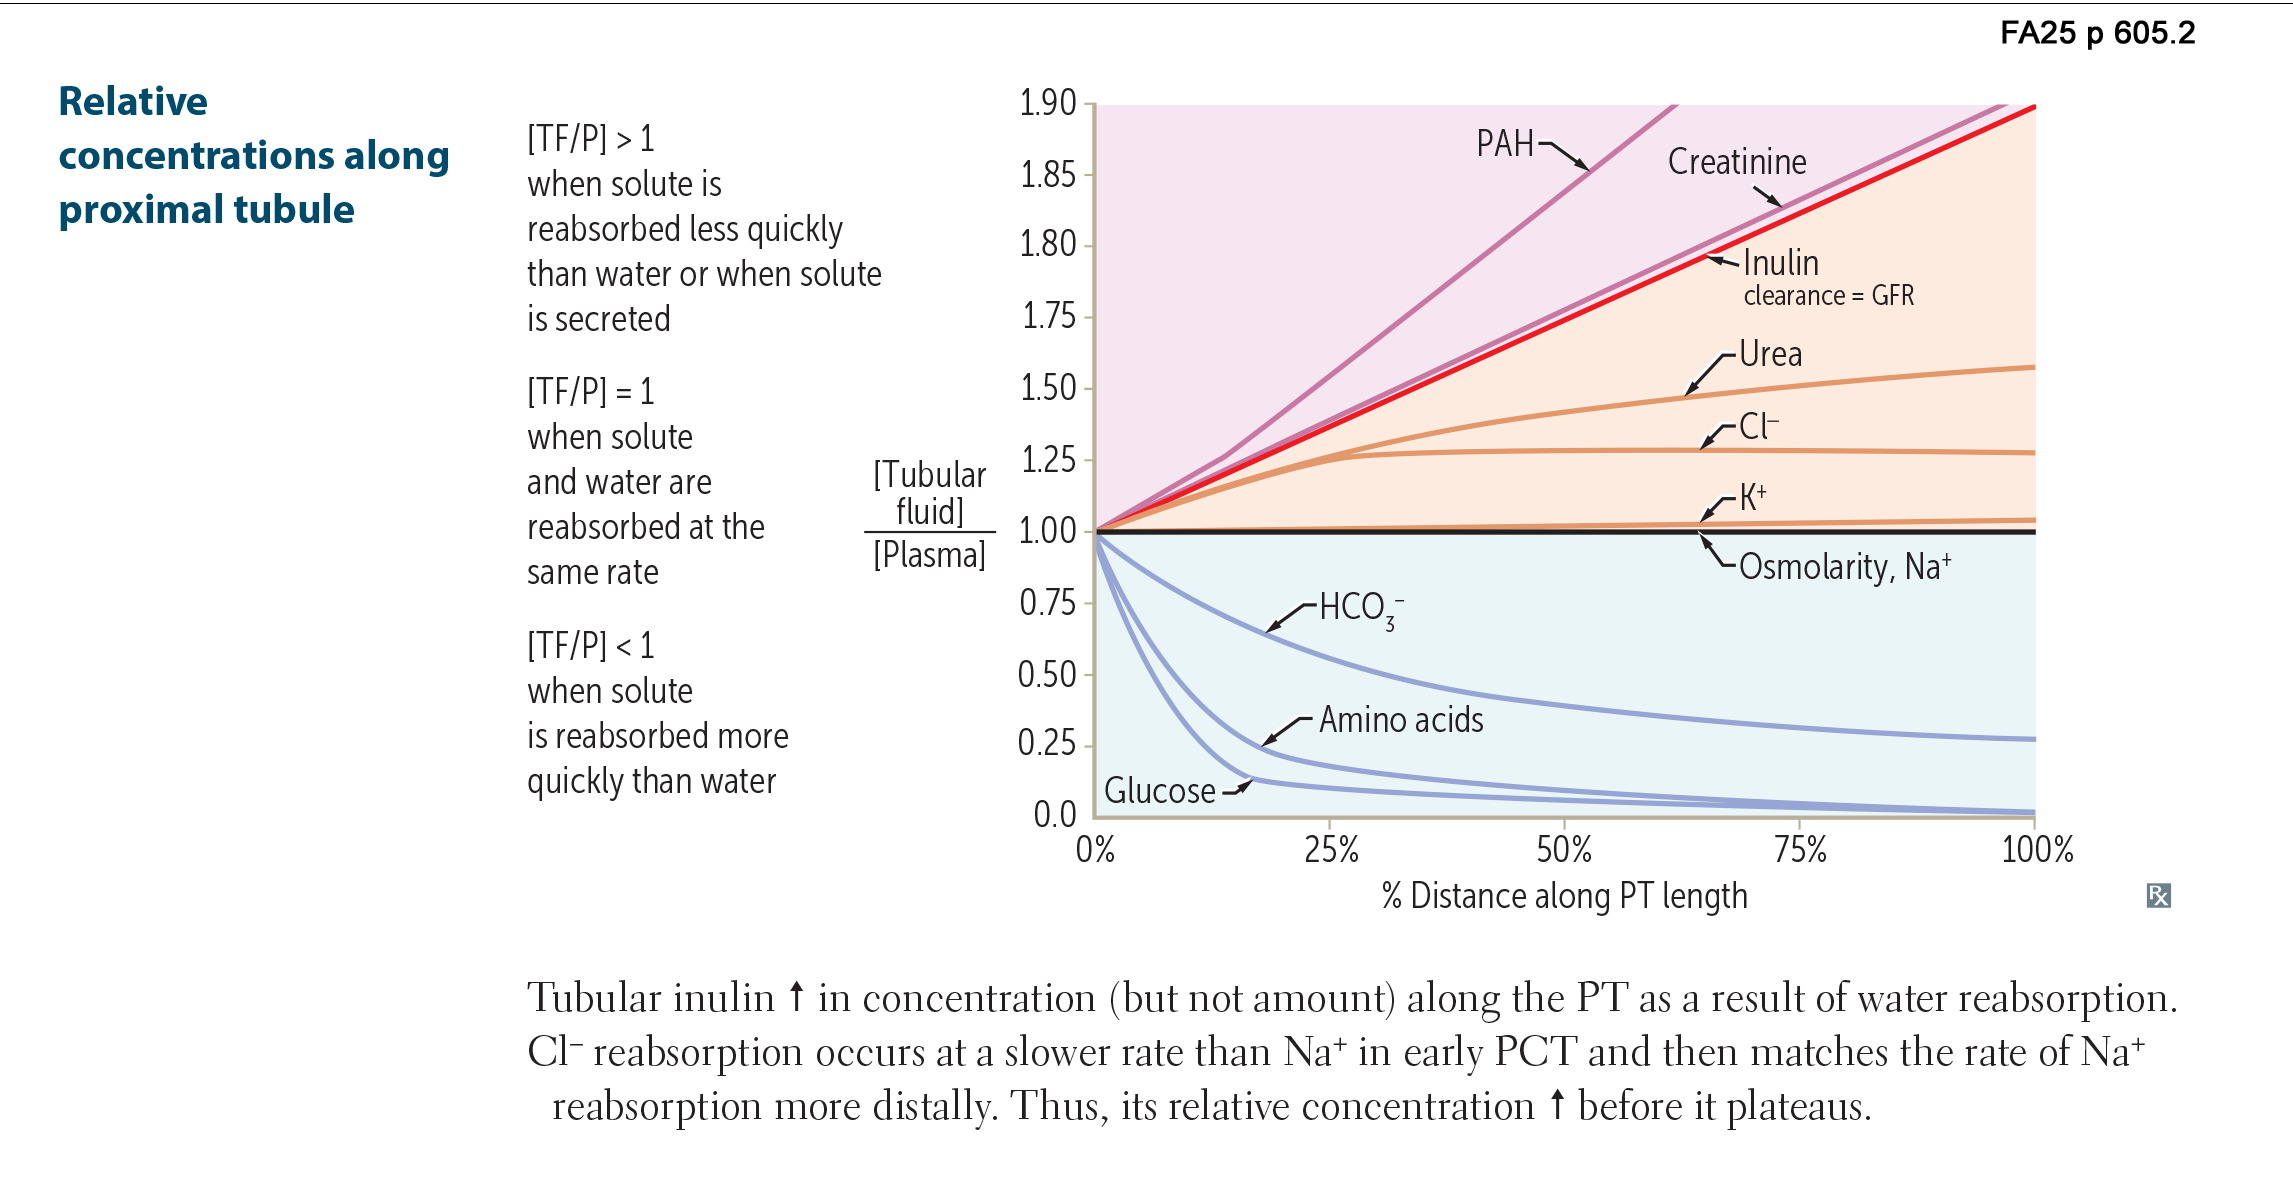 FA25 p 605.2
Relative
concentrations along
proximal tubule
[TF/P] > 1
when solute is
reabsorbed less quickly
than water or when solute
is secreted
[TF/P] = 1
when solute
and water are
reabsorbed at the
same rate
[TF/P] < 1
when solute
is reabsorbed more
quickly than water
[Tubular
fluid]
[Plasma]
1.90
1.85
1.80
1.75
1.50
1.25
1.00
0.75
0.50
0.25
0.0
PAH
Creatinine
Inulin
clearance = GFR
Urea
Cl⁻
K⁺
Osmolarity, Na⁺
HCO₃⁻
Amino acids
Glucose
0% 25% 50% 75% 100%
% Distance along PT length
Rx
Tubular inulin ↑ in concentration (but not amount) along the PT as a result of water reabsorption.
Cl⁻ reabsorption occurs at a slower rate than Na⁺ in early PCT and then matches the rate of Na⁺
reabsorption more distally. Thus, its relative concentration ↑ before it plateaus.